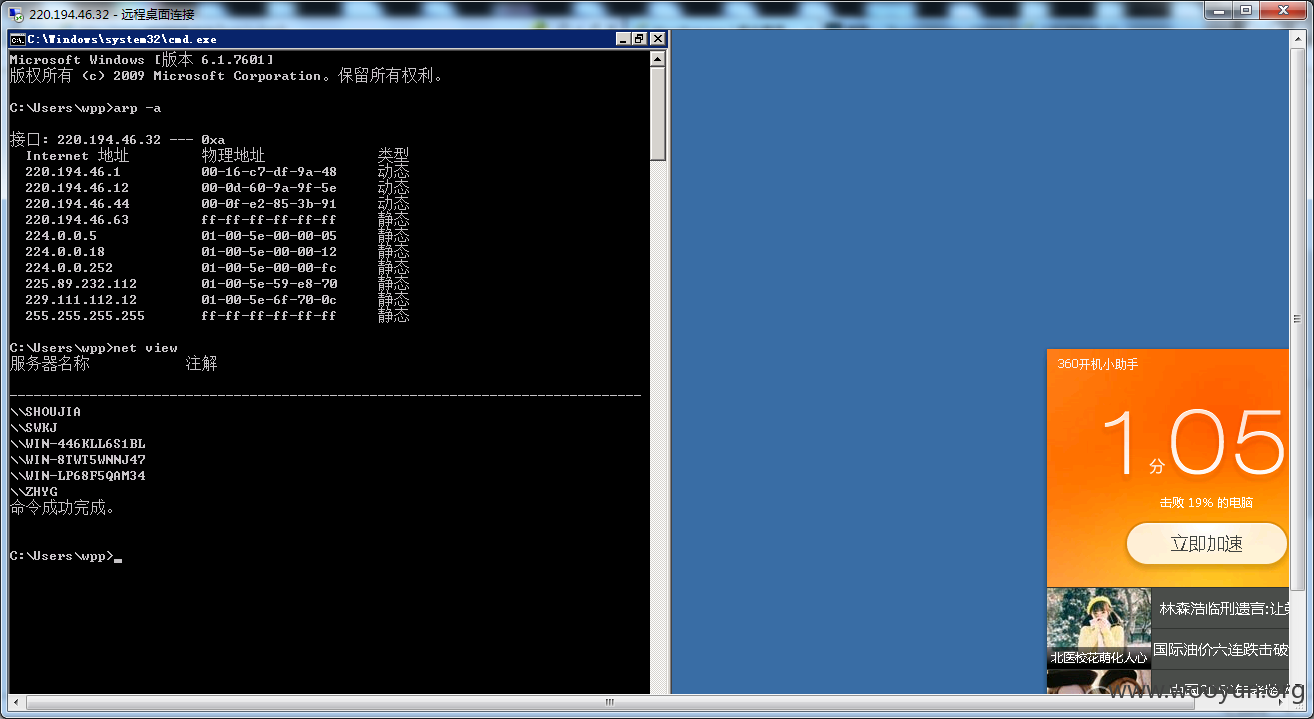 220.194.46.32 - 远程桌面连接
C:\Windows\system32\cmd.exe
Microsoft Windows [版本 6.1.7601]
版权所有 (c) 2009 Microsoft Corporation。保留所有权利。
C:\Users\wpp>arp -a
接口: 220.194.46.32 --- 0xa
Internet 地址 物理地址 类型
220.194.46.1 00-16-c7-df-9a-48 动态
220.194.46.12 00-0d-60-9a-9f-5e 动态
220.194.46.44 00-0f-e2-85-3b-91 动态
220.194.46.63 ff-ff-ff-ff-ff-ff 静态
224.0.0.5 01-00-5e-00-00-05 静态
224.0.0.18 01-00-5e-00-00-12 静态
224.0.0.252 01-00-5e-00-00-fc 静态
225.89.232.112 01-00-5e-59-e8-70 静态
229.111.112.12 01-00-5e-6f-70-0c 静态
255.255.255.255 ff-ff-ff-ff-ff-ff 静态
C:\Users\wpp>net view
服务器名称 注解
-------------------------------------------------------------------------------
\\SHOUJIA
\\SWKJ
\\WIN-446KLL6S1BL
\\WIN-8TWT5WNNJ47
\\WIN-LP68F5QAM34
\\ZHYG
命令成功完成。
C:\Users\wpp>
360开机小助手
1分05
击败 19% 的电脑
立即加速
林森浩临刑遗言:让
北医校花萌化人心
国际油价六连跌击破
www.wooyun.org